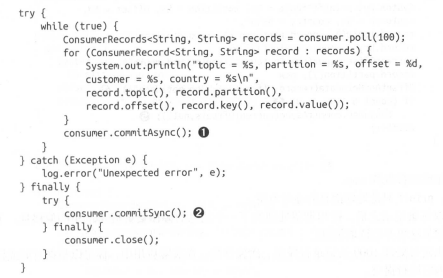 try {
    while (true) {
        ConsumerRecords<String, String> records = consumer.poll(100);
        for (ConsumerRecord<String, String> record : records) {
            System.out.println("topic = %s, partition = %s, offset = %d,
            customer = %s, country = %s\n",
            record.topic(), record.partition(),
            record.offset(), record.key(), record.value());
        }
        consumer.commitAsync(); ❶
    }
} catch (Exception e) {
    log.error("Unexpected error", e);
} finally {
    try {
        consumer.commitSync(); ❷
    } finally {
        consumer.close();
    }
}